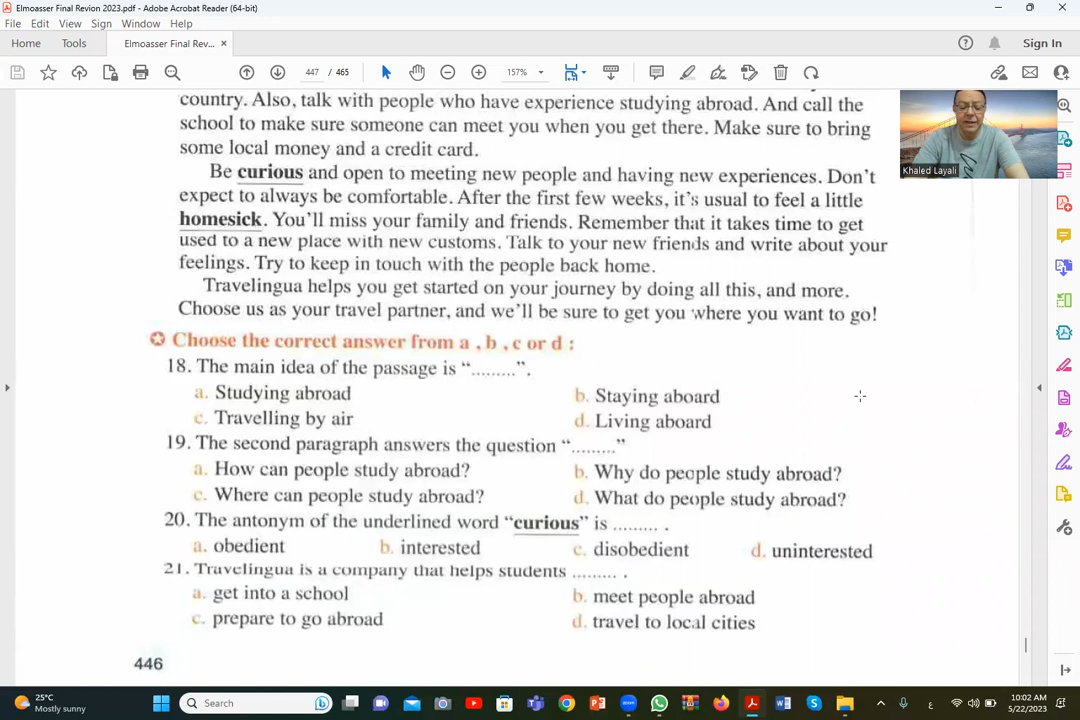 Elmoasser Final Revion 2023.pdf - Adobe Acrobat Reader (64-bit)
File Edit View Sign Window Help
Home Tools Elmoasser Final Rev... × Sign In
447 / 465 157%
country. Also, talk with people who have experience studying abroad. And call the
school to make sure someone can meet you when you get there. Make sure to bring
some local money and a credit card.
Be curious and open to meeting new people and having new experiences. Don't
expect to always be comfortable. After the first few weeks, it's usual to feel a little
homesick. You'll miss your family and friends. Remember that it takes time to get
used to a new place with new customs. Talk to your new friends and write about your
feelings. Try to keep in touch with the people back home.
Travelingua helps you get started on your journey by doing all this, and more.
Choose us as your travel partner, and we'll be sure to get you where you want to go!
Khaled Layali
Choose the correct answer from a , b , c or d :
18. The main idea of the passage is “.........”.
a. Studying abroad b. Staying aboard
c. Travelling by air d. Living aboard
19. The second paragraph answers the question “.........”
a. How can people study abroad? b. Why do people study abroad?
c. Where can people study abroad? d. What do people study abroad?
20. The antonym of the underlined word “curious” is ......... .
a. obedient b. interested c. disobedient d. uninterested
21. Travelingua is a company that helps students ......... .
a. get into a school b. meet people abroad
c. prepare to go abroad d. travel to local cities
446
25°C
Mostly sunny
Search
ع
10:02 AM
5/22/2023